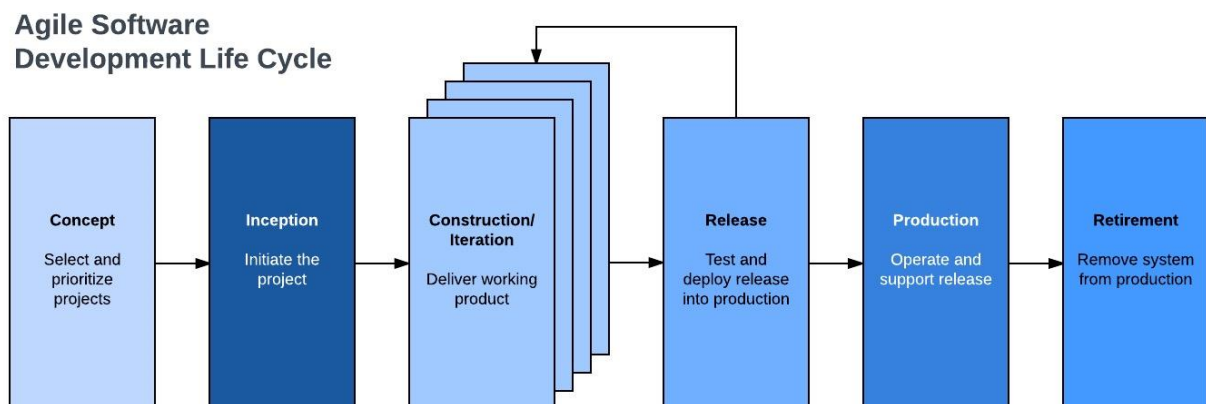 Agile Software
Development Life Cycle
Concept
Select and
prioritize
projects
Inception
Initiate the
project
Construction/
Iteration
Deliver working
product
Release
Test and
deploy release
into production
Production
Operate and
support release
Retirement
Remove system
from production